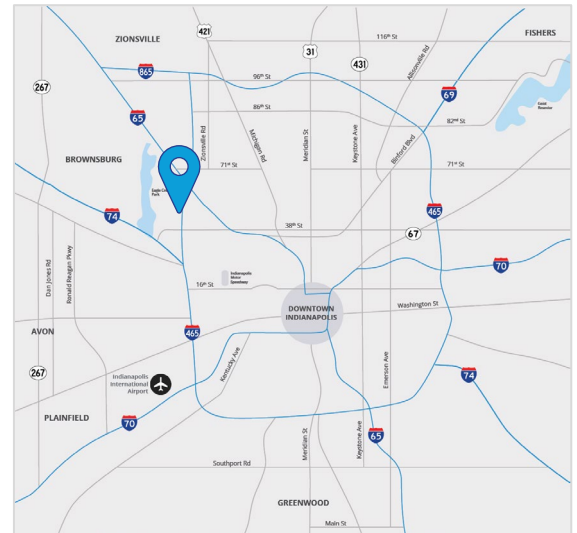 421
116th St
FISHERS
ZIONSVILLE
31
431
Allisonville Rd
865
96th St
267
69
65
86th St
82nd St
Geist
Reservoir
Zionsville Rd
Michigan Rd
Meridian St
Keystone Ave
Binford Blvd
BROWNSBURG
71st St
71st St
Park
74
465
38th St
67
70
Dan Jones Rd
Ronald Reagan Pkwy
16th St
Indianapolis
Motor
Speedway
DOWNTOWN
INDIANAPOLIS
Washington St
AVON
465
Kentucky Ave
Emerson Ave
267
Indianapolis
International
Airport
74
PLAINFIELD
70
Meridian St
Keystone Ave
65
Southport Rd
GREENWOOD
Main St